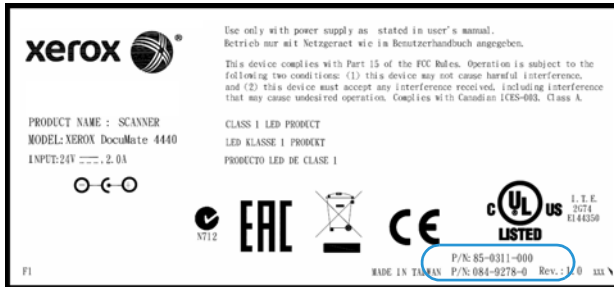 xerox
Use only with power supply as stated in user's manual.
Betrieb nur mit Netzgeraet wie im Benutzerhandbuch angegeben.
This device complies with Part 15 of the FCC Rules. Operation is subject to the
following two conditions: (1) this device may not cause harmful interference,
and (2) this device must accept any interference received, including interference
that may cause undesired operation. Complies with Canadian ICES-003. Class A.
PRODUCT NAME : SCANNER
MODEL: XEROX DocuMate 4440
INPUT:24V 2.0A
CLASS 1 LED PRODUCT
LED KLASSE 1 PRODUKT
PRODUCTO LED DE CLASE 1
N712
EAC
CE
C UL US
LISTED
I.T.E.
2G74
E144350
P/N: 85-0311-000
MADE IN TAIWAN P/N: 084-9278-0 Rev.: 1.0 xxx
F1